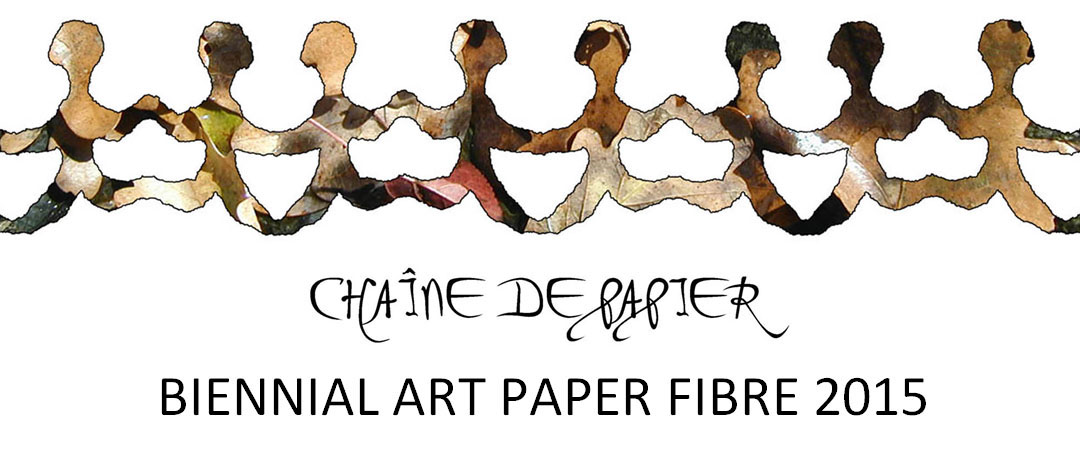 CHAÎNE DE PAPIER
BIENNIAL ART PAPER FIBRE 2015